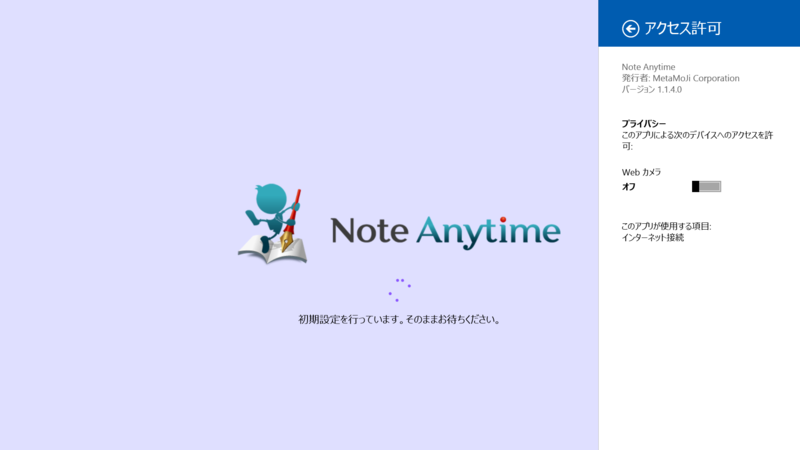 Note Anytime
初期設定を行っています。そのままお待ちください。
アクセス許可
Note Anytime
発行者: MetaMoJi Corporation
バージョン 1.1.4.0
プライバシー
このアプリによる次のデバイスへのアクセスを許
可:
Web カメラ
オフ
このアプリが使用する項目:
インターネット接続